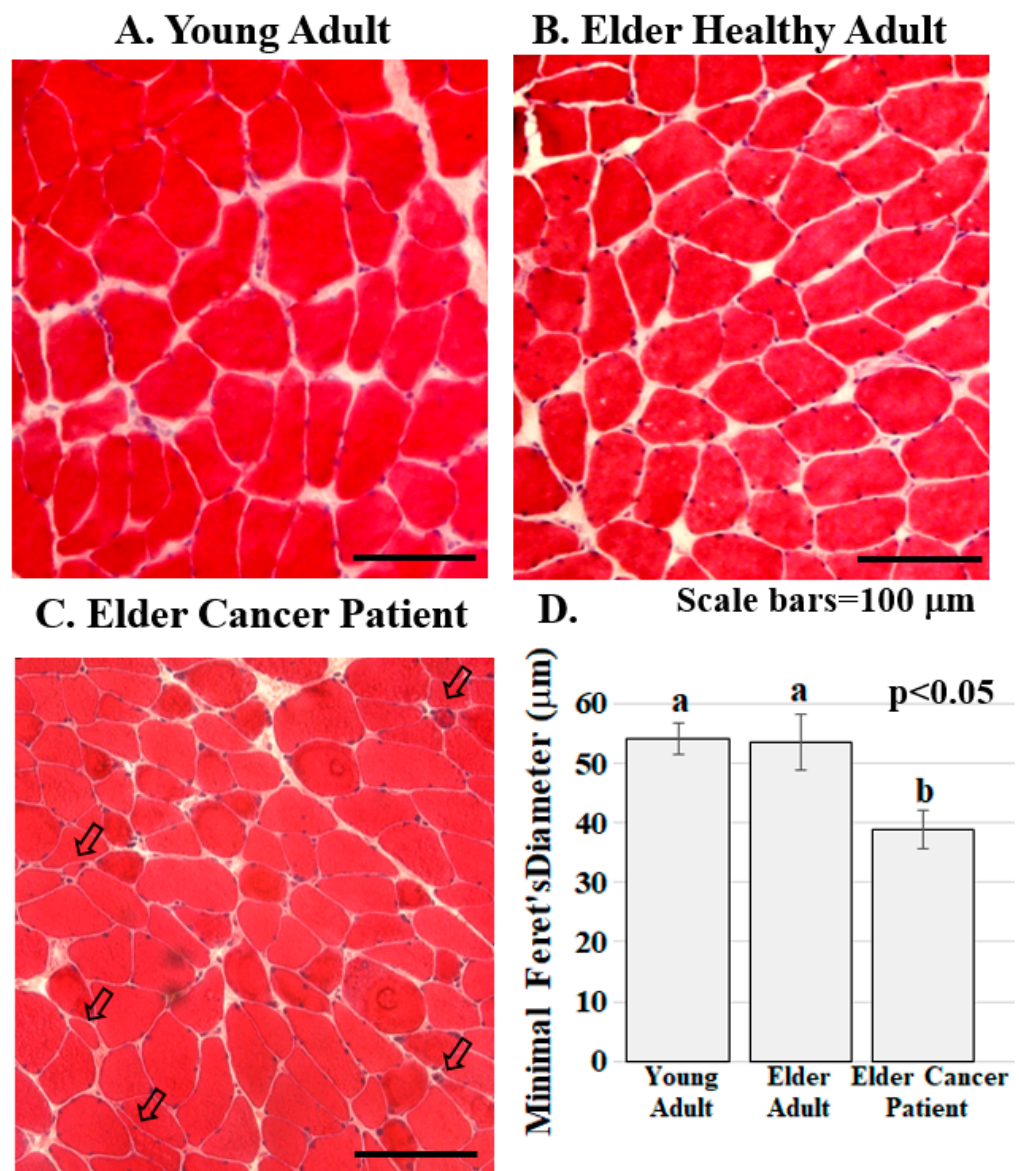 A. Young Adult
B. Elder Healthy Adult
C. Elder Cancer Patient
D.
Scale bars=100 μm
Minimal Feret'sDiameter (μm)
60
50
40
30
20
10
0
a
a
b
p<0.05
Young
Adult
Elder
Adult
Elder Cancer
Patient